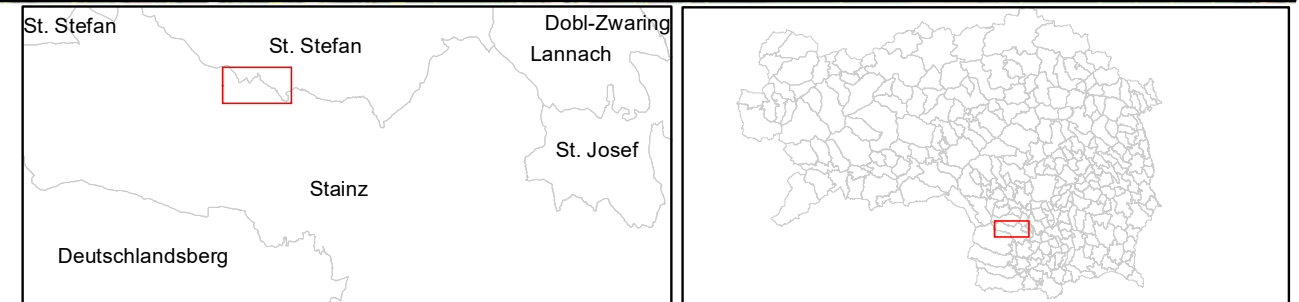 St. Stefan
Dobl-Zwaring
St. Stefan
Lannach
St. Josef
Stainz
Deutschlandsberg